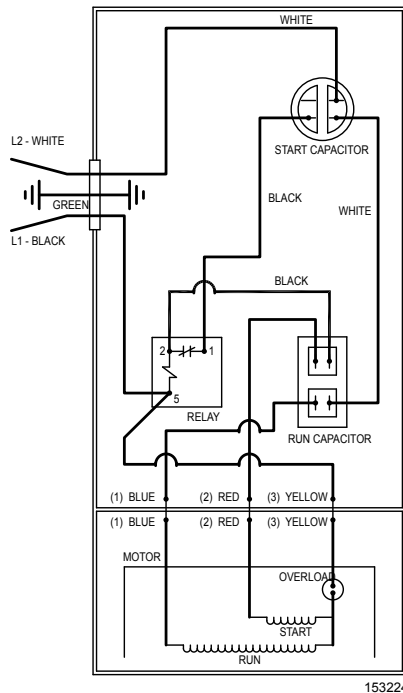 WHITE
L2 - WHITE
START CAPACITOR
GREEN
BLACK
WHITE
L1 - BLACK
BLACK
2
1
5
RELAY
RUN CAPACITOR
(1) BLUE (2) RED (3) YELLOW
(1) BLUE (2) RED (3) YELLOW
MOTOR
OVERLOAD
START
RUN